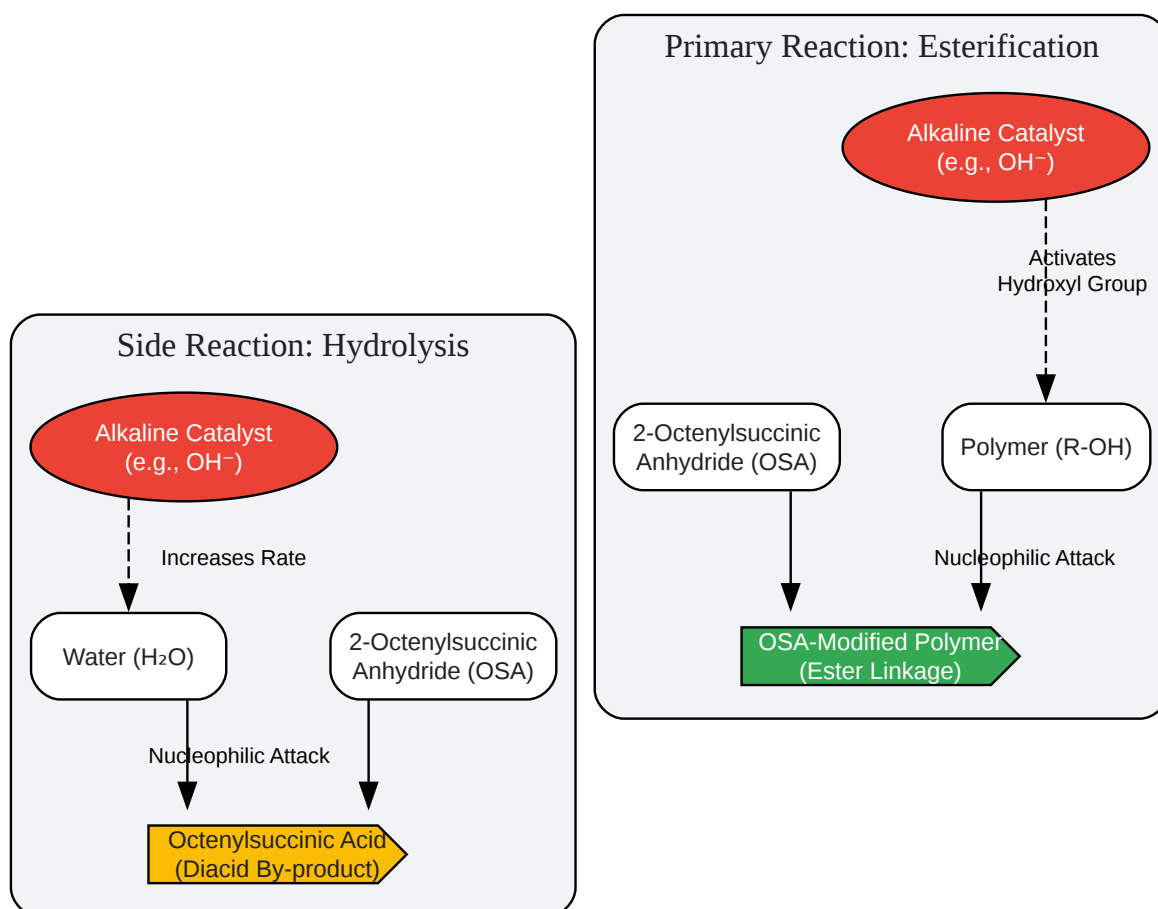 Primary Reaction: Esterification
Alkaline Catalyst
(e.g., OH⁻)
Activates
Hydroxyl Group
2-Octenylsuccinic
Anhydride (OSA)
Polymer (R-OH)
Nucleophilic Attack
OSA-Modified Polymer
(Ester Linkage)
Side Reaction: Hydrolysis
Alkaline Catalyst
(e.g., OH⁻)
Increases Rate
Water (H₂O)
2-Octenylsuccinic
Anhydride (OSA)
Nucleophilic Attack
Octenylsuccinic Acid
(Diacid By-product)